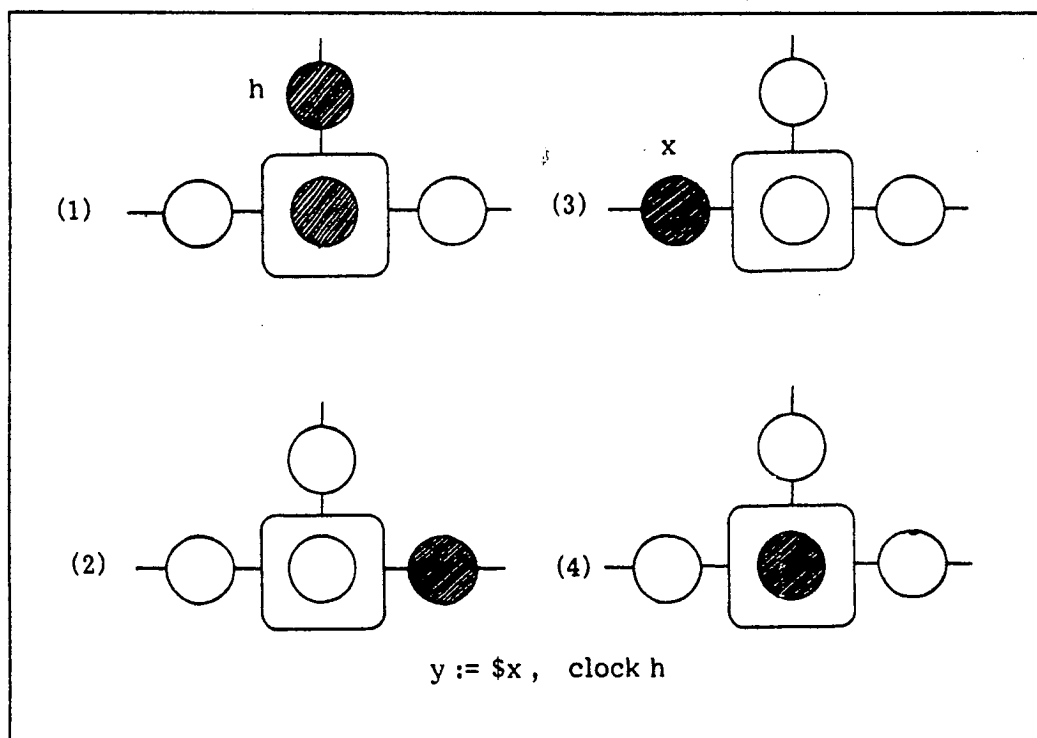 h
(1)
x
(3)
(2)
(4)
y := $x , clock h